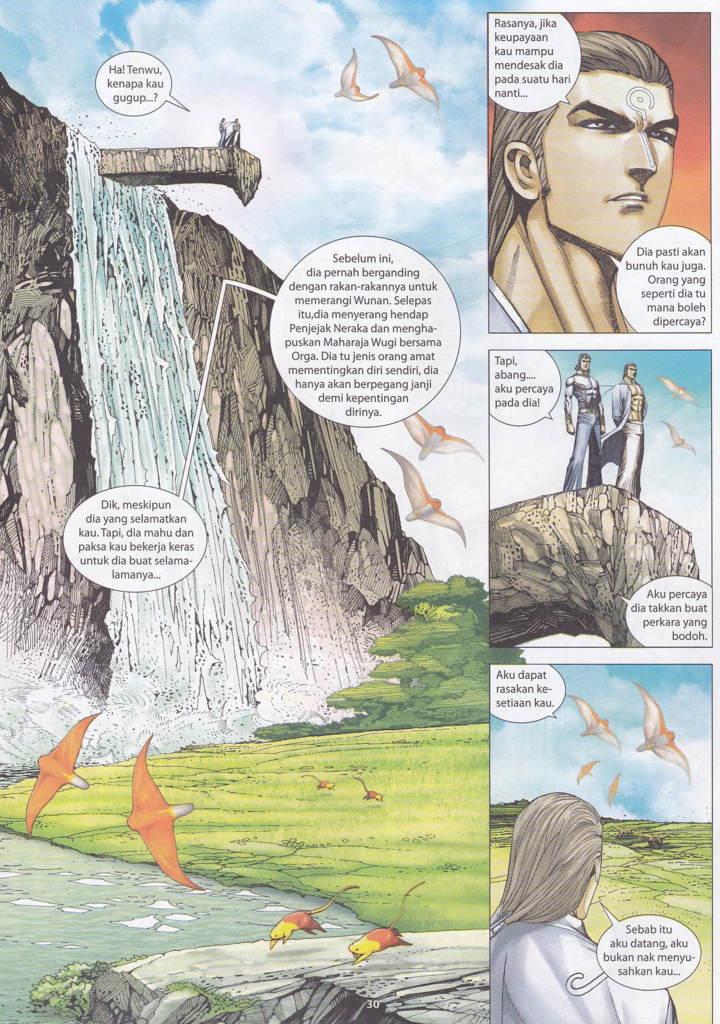 Ha! Tenwu,
kenapa kau
gugup...?
Sebelum ini,
dia pernah berganding
dengan rakan-rakannya untuk
memerangi Wunan. Selepas
itu,dia menyerang hendap
Penjejak Neraka dan mengha-
puskan Maharaja Wugi bersama
Orga. Dia tu jenis orang amat
mementingkan diri sendiri, dia
hanya akan berpegang janji
demi kepentingan
dirinya.
Dik, meskipun
dia yang selamatkan
kau. Tapi, dia mahu dan
paksa kau bekerja keras
untuk dia buat selama-
lamanya...
Rasanya, jika
keupayaan
kau mampu
mendesak dia
pada suatu hari
nanti...
Dia pasti akan
bunuh kau juga.
Orang yang
seperti dia tu
mana boleh
dipercaya?
Tapi,
abang....
aku percaya
pada dia!
Aku percaya
dia takkan buat
perkara yang
bodoh.
Aku dapat
rasakan ke-
setiaan kau.
Sebab itu
aku datang, aku
bukan nak menyu-
sahkan kau...
30